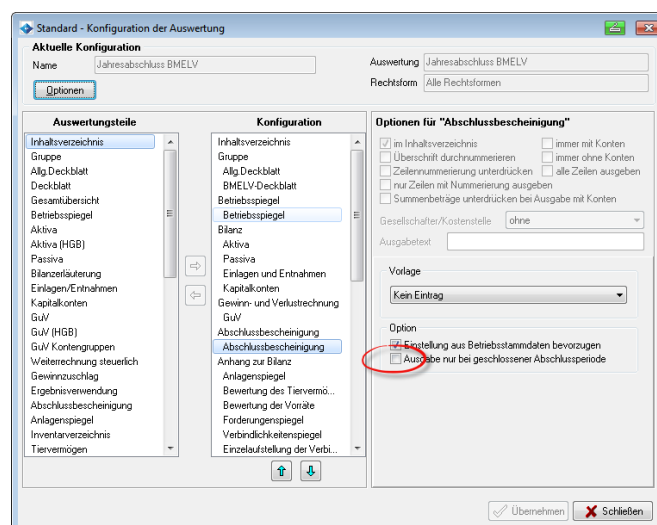 Standard - Konfiguration der Auswertung
Aktuelle Konfiguration
Name Jahresabschluss BMELV
Auswertung Jahresabschluss BMELV
Rechtsform Alle Rechtsformen
Optionen
Auswertungsteile
Inhaltsverzeichnis
Gruppe
Allg.Deckblatt
Deckblatt
Gesamtübersicht
Betriebsspiegel
Aktiva
Aktiva (HGB)
Passiva
Bilanzerläuterung
Einlagen/Entnahmen
Kapitalkonten
GuV
GuV (HGB)
GuV Kontengruppen
Weiterrechnung steuerlich
Gewinnzuschlag
Ergebnisverwendung
Abschlussbescheinigung
Anlagenspiegel
Inventarverzeichnis
Tiervermögen
Konfiguration
Inhaltsverzeichnis
Gruppe
Allg.Deckblatt
BMELV-Deckblatt
Betriebsspiegel
Betriebsspiegel
Bilanz
Aktiva
Passiva
Einlagen und Entnahmen
Kapitalkonten
Gewinn- und Verlustrechnung
GuV
Abschlussbescheinigung
Abschlussbescheinigung
Anhang zur Bilanz
Anlagenspiegel
Bewertung des Tiervermö...
Bewertung der Vorräte
Forderungenspiegel
Verbindlichkeitenspiegel
Einzelaufstellung der Verbi...
Optionen für "Abschlussbescheinigung"
im Inhaltsverzeichnis immer mit Konten
Überschrift durchnummerieren immer ohne Konten
Zeilennummerierung unterdrücken alle Zeilen ausgeben
nur Zeilen mit Nummerierung ausgeben
Summenbeträge unterdrücken bei Ausgabe mit Konten
Gesellschafter/Kostenstelle ohne
Ausgabetext
Vorlage
Kein Eintrag
Option
Einstellung aus Betriebsstammdaten bevorzugen
Ausgabe nur bei geschlossener Abschlussperiode
Übernehmen Schließen